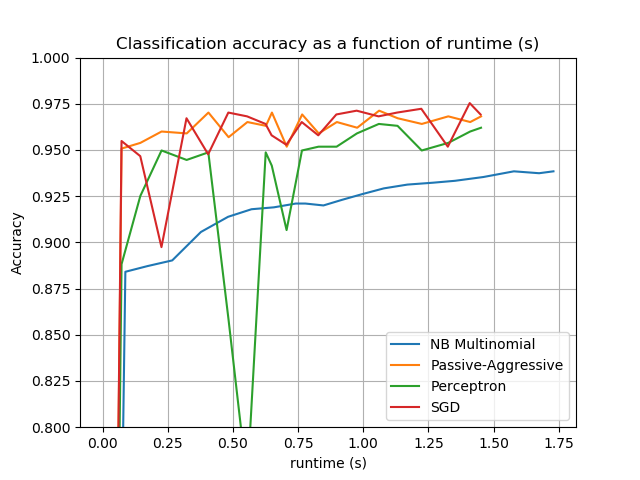 Classification accuracy as a function of runtime (s)
1.000
0.975
0.950
0.925
0.900
0.875
0.850
0.825
0.800
Accuracy
0.00 0.25 0.50 0.75 1.00 1.25 1.50 1.75
runtime (s)
NB Multinomial
Passive-Aggressive
Perceptron
SGD